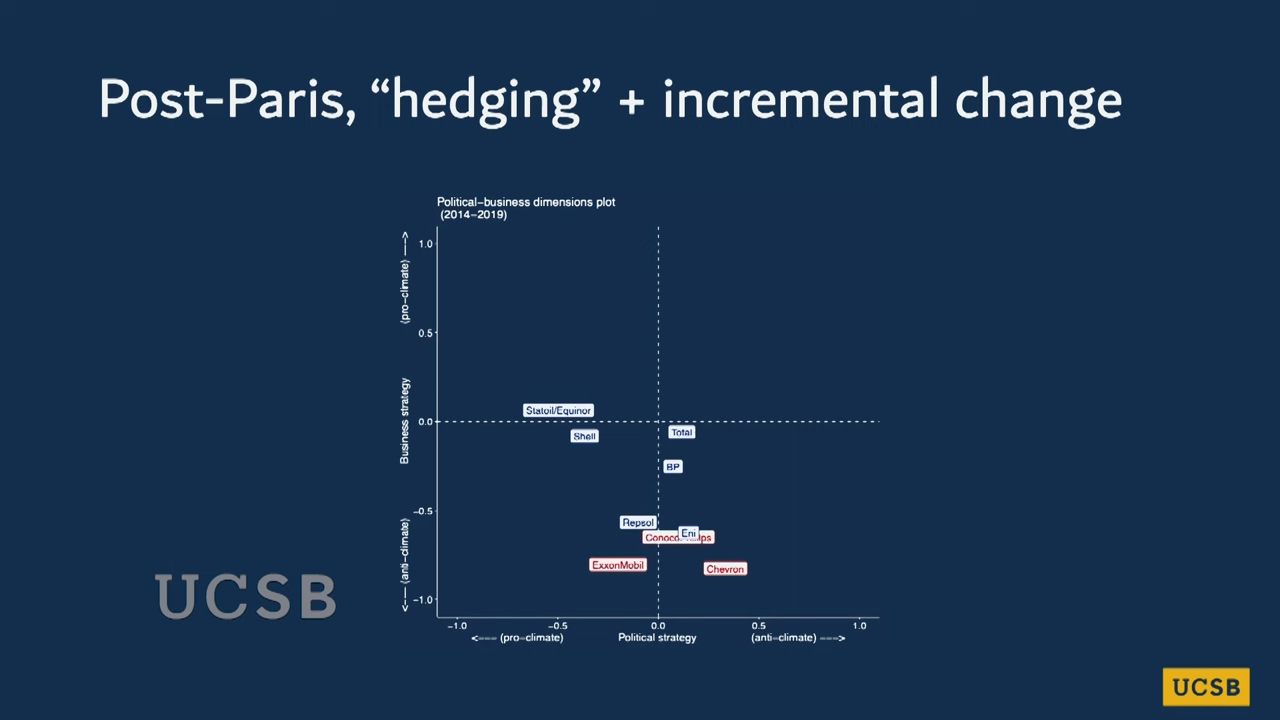 Post-Paris, “hedging” + incremental change
Political-business dimensions plot
(2014-2019)
(pro-climate) --->
Business strategy
<--- (anti-climate)
1.0
0.5
0.0
-0.5
-1.0
Statoil/Equinor
Shell
Total
BP
Repsol
Eni
ExxonMobil
Chevron
-1.0 -0.5 0.0 0.5 1.0
<--- (pro-climate) Political strategy (anti-climate) --->
UCSB
UCSB